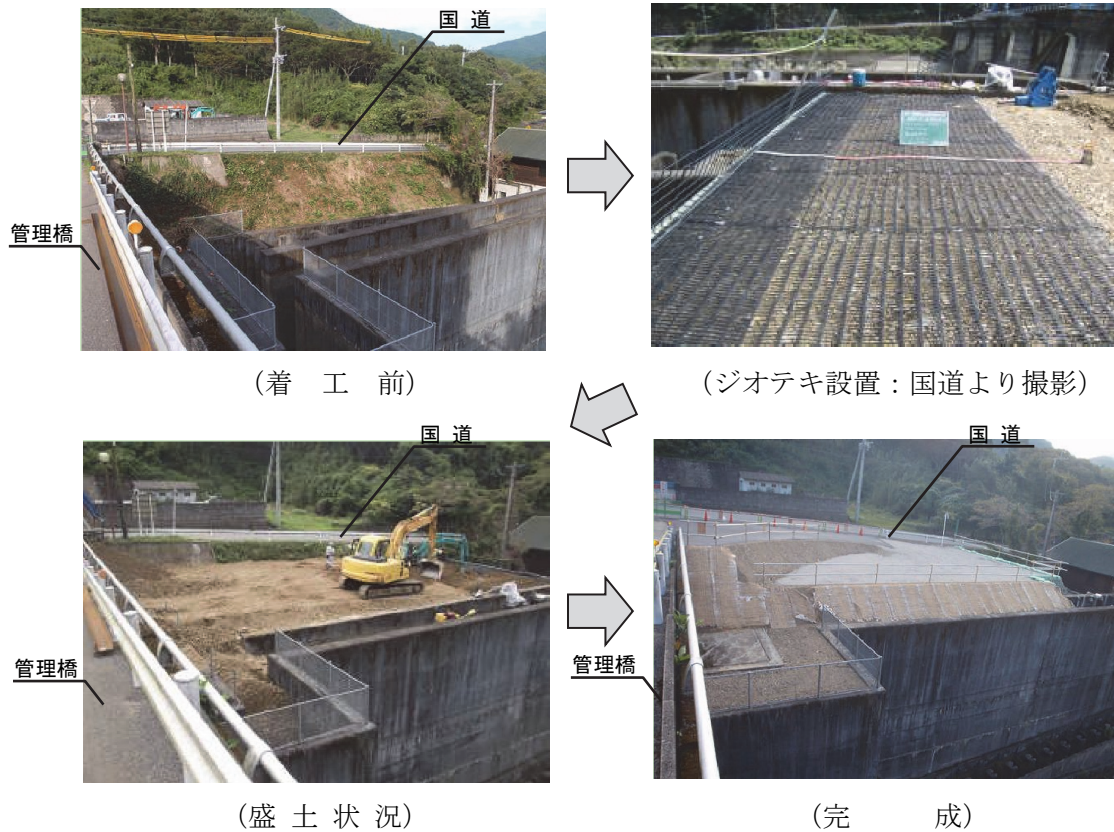 国 道
管理橋
（着　工　前）
（ジオテキ設置：国道より撮影）
国 道
管理橋
（盛 土 状 況）
国 道
管理橋
（完　　　成）